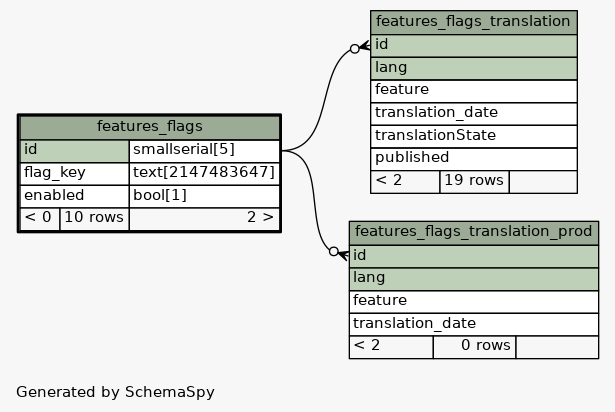 features_flags_translation
id
lang
feature
translation_date
translationState
published
< 2 19 rows
features_flags
id smallserial[5]
flag_key text[2147483647]
enabled bool[1]
< 0 10 rows 2 >
features_flags_translation_prod
id
lang
feature
translation_date
< 2 0 rows
Generated by SchemaSpy